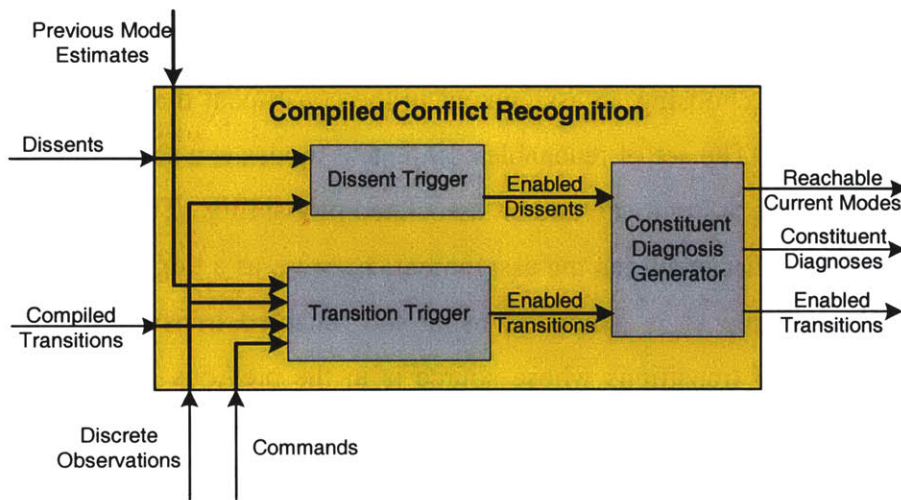 Previous Mode
Estimates
Compiled Conflict Recognition
Dissents
Dissent Trigger
Enabled
Dissents
Constituent
Diagnosis
Generator
Reachable
Current Modes
Constituent
Diagnoses
Enabled
Transitions
Compiled
Transitions
Transition Trigger
Enabled
Transitions
Discrete
Observations
Commands